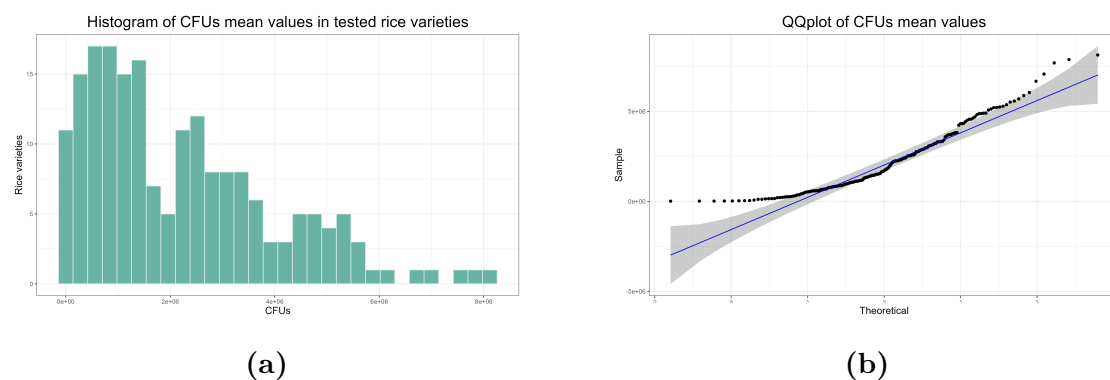 Histogram of CFUs mean values in tested rice varieties
Rice varieties
15
10
5
0
0e+00 2e+06 4e+06 6e+06 8e+06
CFUs
(a)
QQplot of CFUs mean values
Sample
5e+06
0e+00
-5e+06
Theoretical
(b)